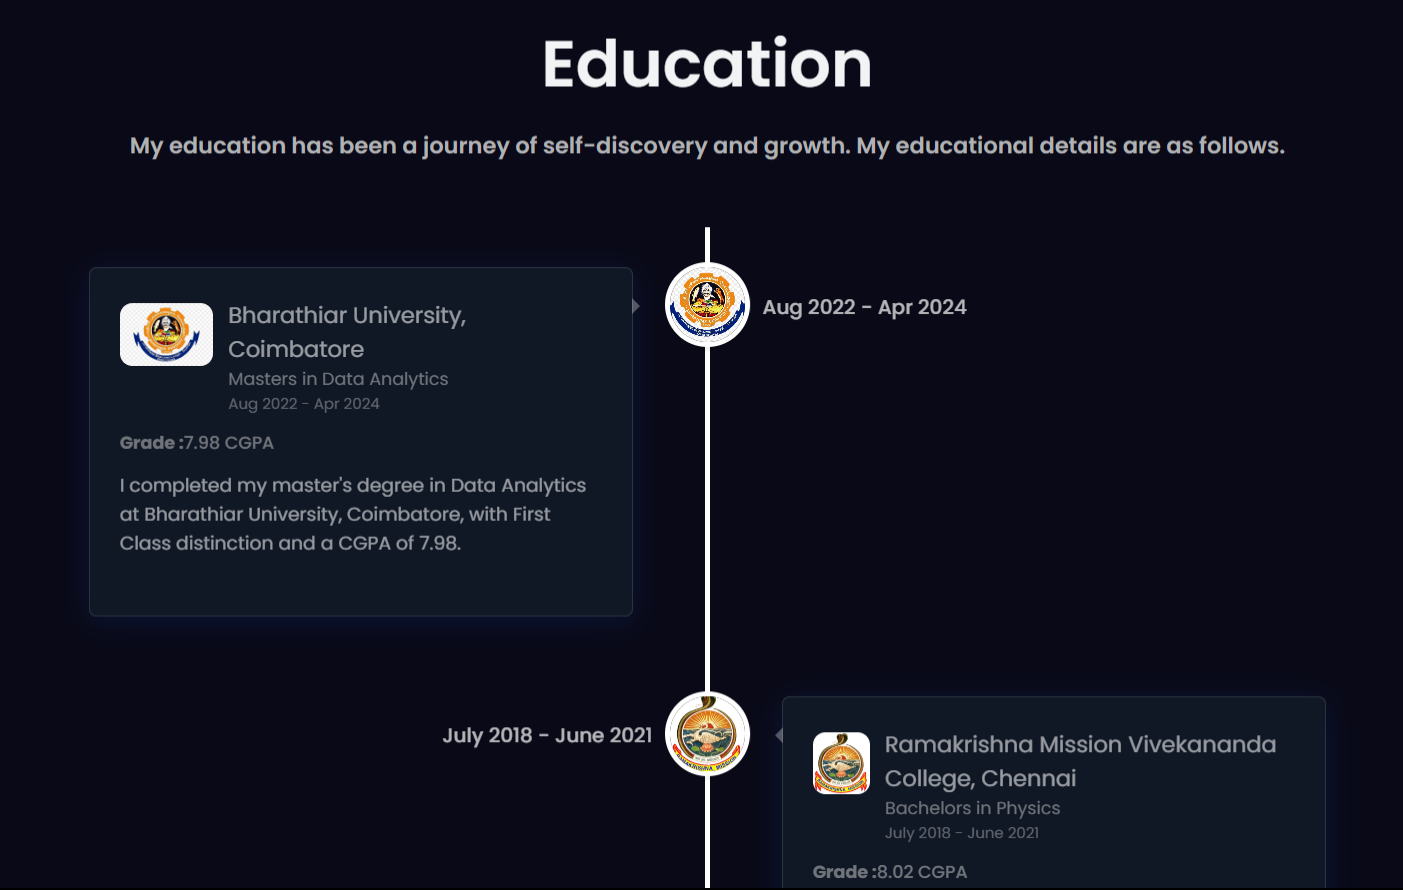 Education
My education has been a journey of self-discovery and growth. My educational details are as follows.
Bharathiar University,
Coimbatore
Masters in Data Analytics
Aug 2022 - Apr 2024
Grade :7.98 CGPA
I completed my master's degree in Data Analytics
at Bharathiar University, Coimbatore, with First
Class distinction and a CGPA of 7.98.
Aug 2022 - Apr 2024
July 2018 - June 2021
Ramakrishna Mission Vivekananda
College, Chennai
Bachelors in Physics
July 2018 - June 2021
Grade :8.02 CGPA